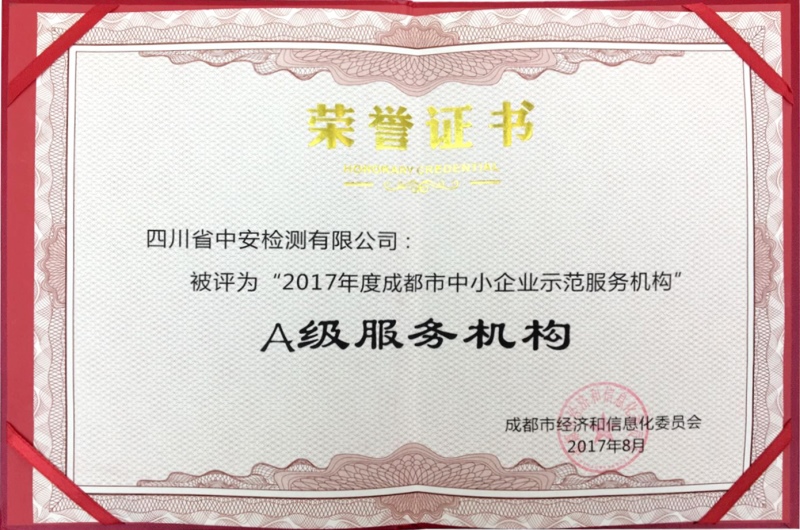 荣誉证书
四川省中安检测有限公司：
被评为“2017年度成都市中小企业示范服务机构”
A级服务机构
成都市经济和信息化委员会
2017年8月